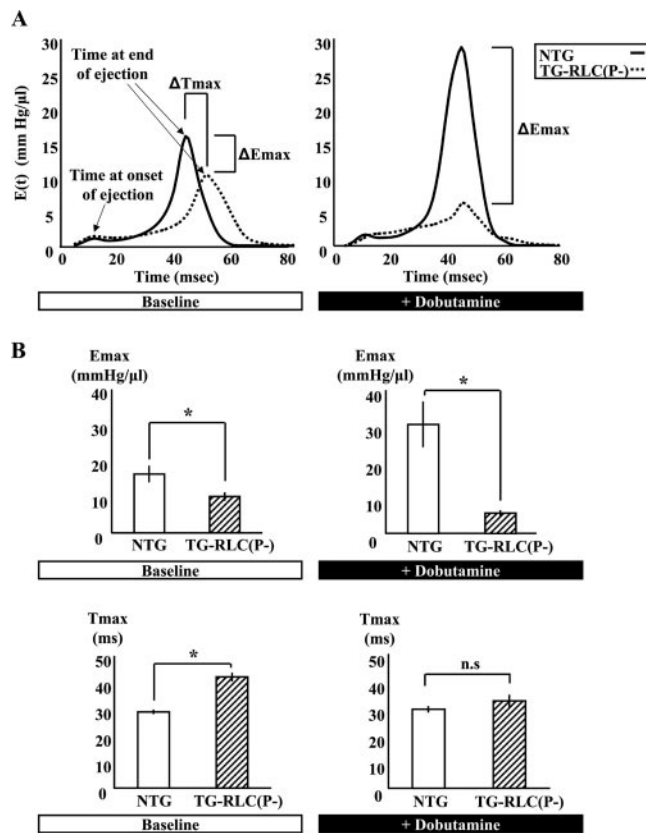 A
E(t) (mm Hg/μl)
30
25
20
15
10
5
0
Time at end
of ejection
ΔTmax
ΔEmax
Time at onset
of ejection
0 20 40 60 80
Time (msec)
Baseline
30
25
20
15
10
5
0
NTG
TG-RLC(P-)
ΔEmax
0 20 40 60 80
Time (msec)
+ Dobutamine
B
Emax
(mmHg/μl)
40
30
20
10
0
*
NTG TG-RLC(P-)
Baseline
Emax
(mmHg/μl)
40
30
20
10
0
*
NTG TG-RLC(P-)
+ Dobutamine
Tmax
(ms)
50
40
30
20
10
0
*
NTG TG-RLC(P-)
Baseline
Tmax
(ms)
50
40
30
20
10
0
n.s
NTG TG-RLC(P-)
+ Dobutamine